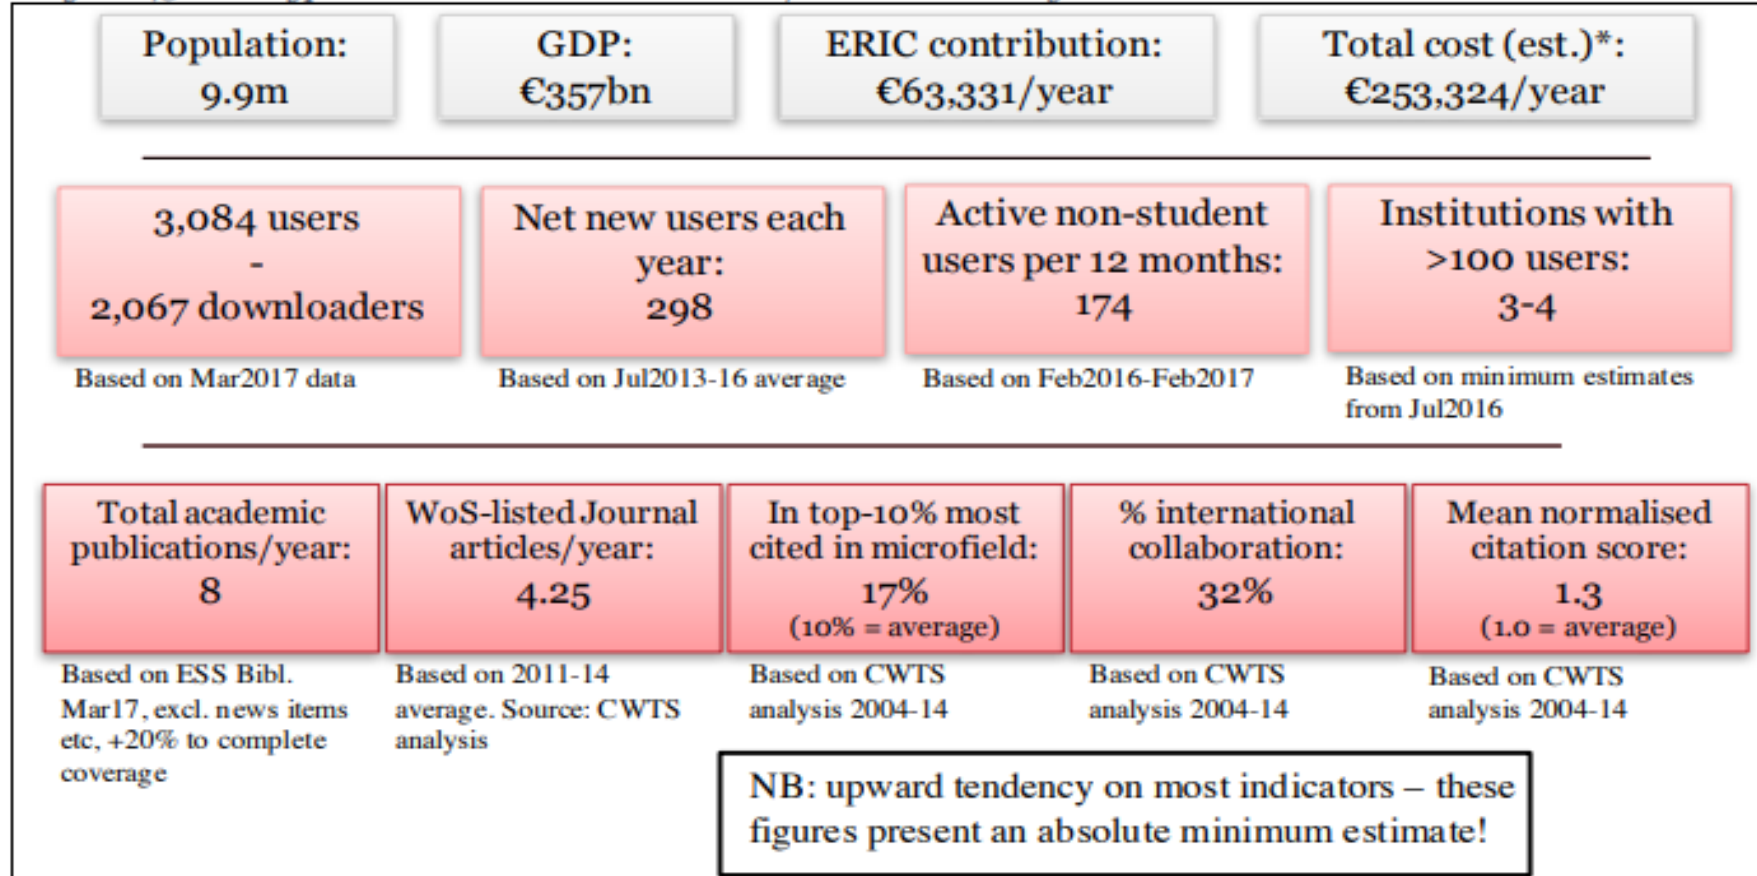 Population:
9.9m
GDP:
€357bn
ERIC contribution:
€63,331/year
Total cost (est.)*:
€253,324/year
3,084 users
-
2,067 downloaders
Based on Mar2017 data
Net new users each
year:
298
Based on Jul2013-16 average
Active non-student
users per 12 months:
174
Based on Feb2016-Feb2017
Institutions with
>100 users:
3-4
Based on minimum estimates
from Jul2016
Total academic
publications/year:
8
Based on ESS Bibl.
Mar17, excl. news items
etc, +20% to complete
coverage
WoS-listed Journal
articles/year:
4.25
Based on 2011-14
average. Source: CWTS
analysis
In top-10% most
cited in microfield:
17%
(10% = average)
Based on CWTS
analysis 2004-14
% international
collaboration:
32%
Based on CWTS
analysis 2004-14
Mean normalised
citation score:
1.3
(1.0 = average)
Based on CWTS
analysis 2004-14
NB: upward tendency on most indicators – these
figures present an absolute minimum estimate!